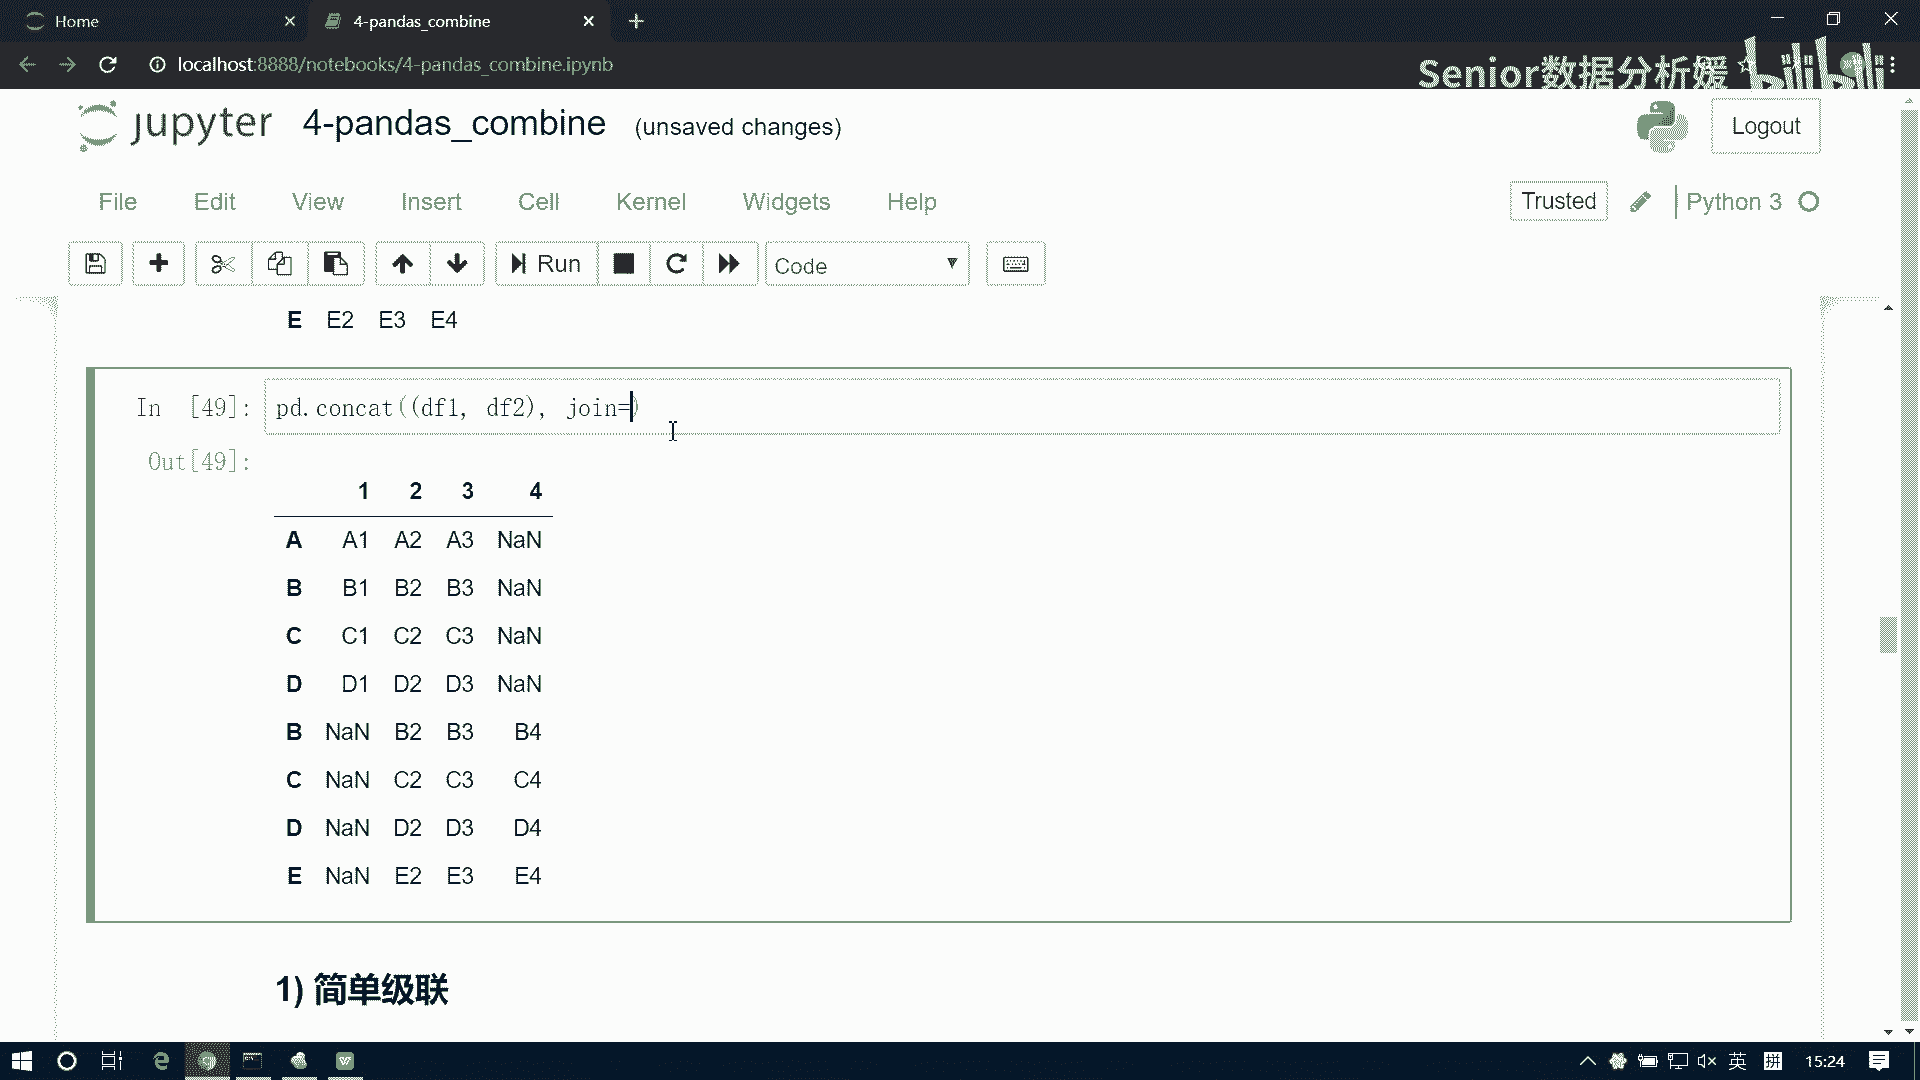 Home
4-pandas_combine
localhost:8888/notebooks/4-pandas_combine.ipynb
Senior数据分析媛 bilibili
jupyter 4-pandas_combine (unsaved changes)
Logout
File Edit View Insert Cell Kernel Widgets Help
Trusted Python 3
Run Code
E E2 E3 E4
In [49]: pd.concat((df1, df2), join=)
Out[49]:
1 2 3 4
A A1 A2 A3 NaN
B B1 B2 B3 NaN
C C1 C2 C3 NaN
D D1 D2 D3 NaN
B NaN B2 B3 B4
C NaN C2 C3 C4
D NaN D2 D3 D4
E NaN E2 E3 E4
1) 简单级联
英 拼 15:24